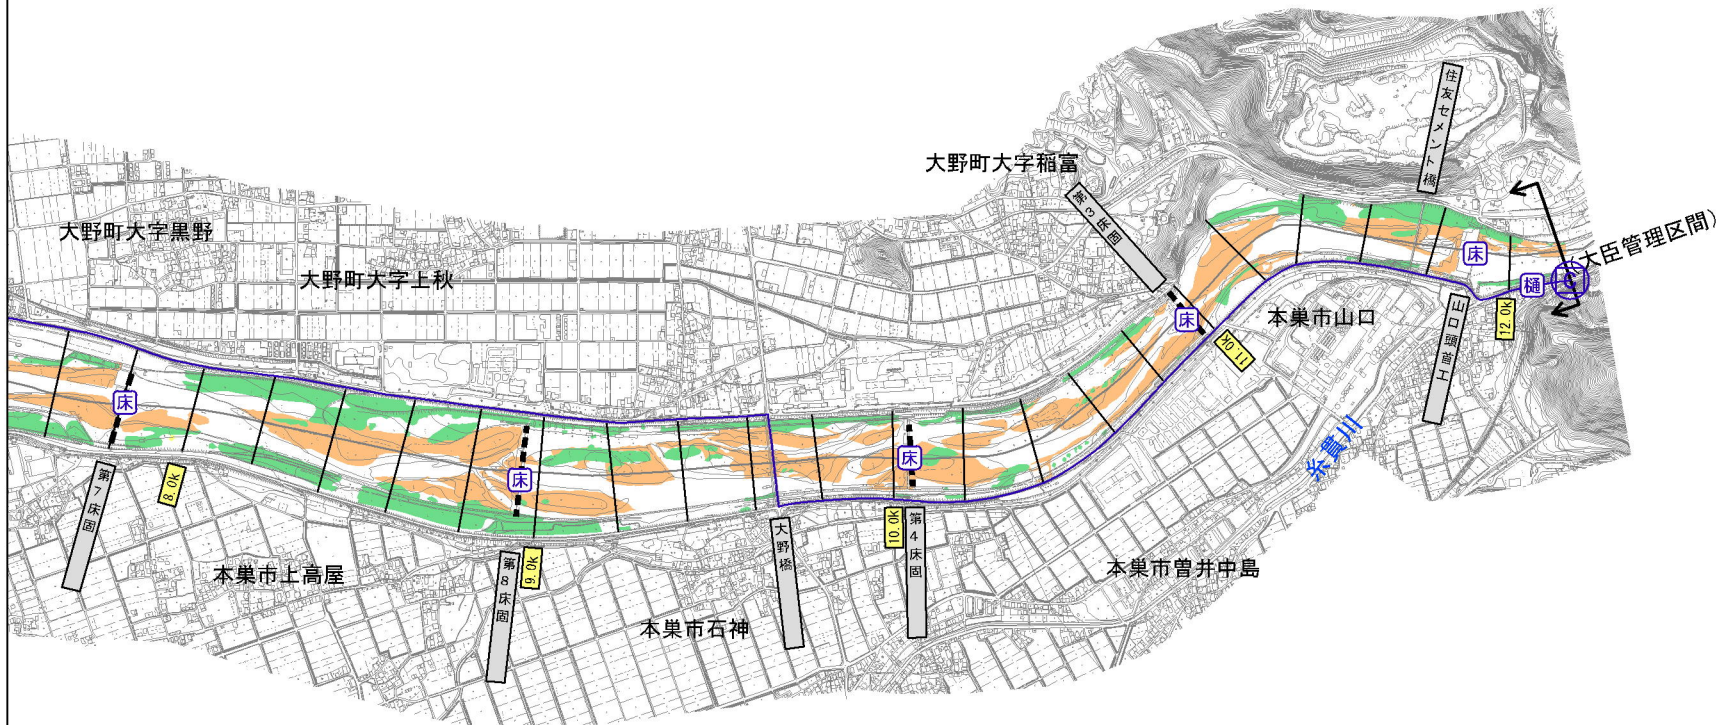 住友セメント橋
大野町大字稲冨
第3床固
大野町大字黒野
大野町大字上秋
(大臣管理区間)
床
樋
C
12.0k
山口頭首工
本巣市山口
床
11.0k
糸貫川
床
第7床固
8.0k
床
第8床固
9.0k
床
10.0k
第4床固
大野橋
本巣市上高屋
本巣市石神
本巣市曽井中島